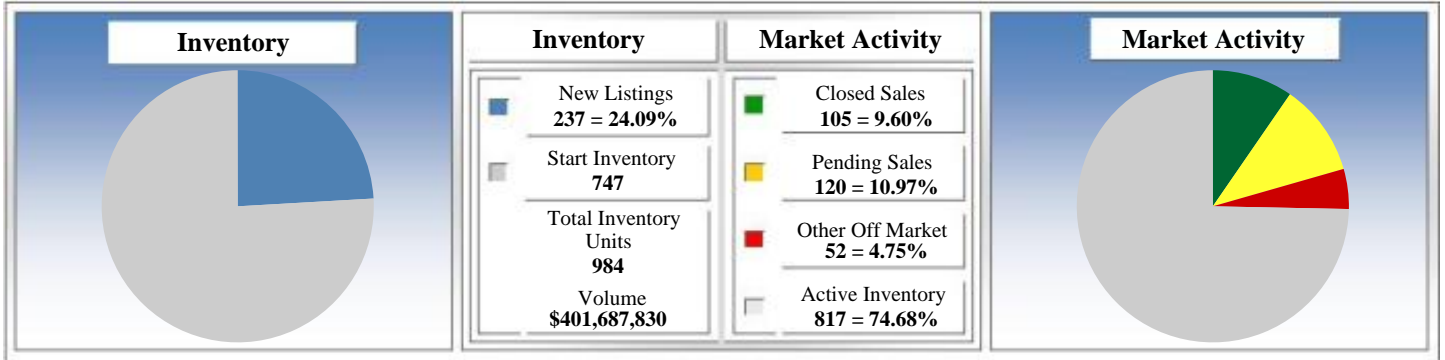 Inventory
Inventory
Market Activity
New Listings
237 = 24.09%
Start Inventory
747
Total Inventory
Units
984
Volume
$401,687,830
Closed Sales
105 = 9.60%
Pending Sales
120 = 10.97%
Other Off Market
52 = 4.75%
Active Inventory
817 = 74.68%
Market Activity